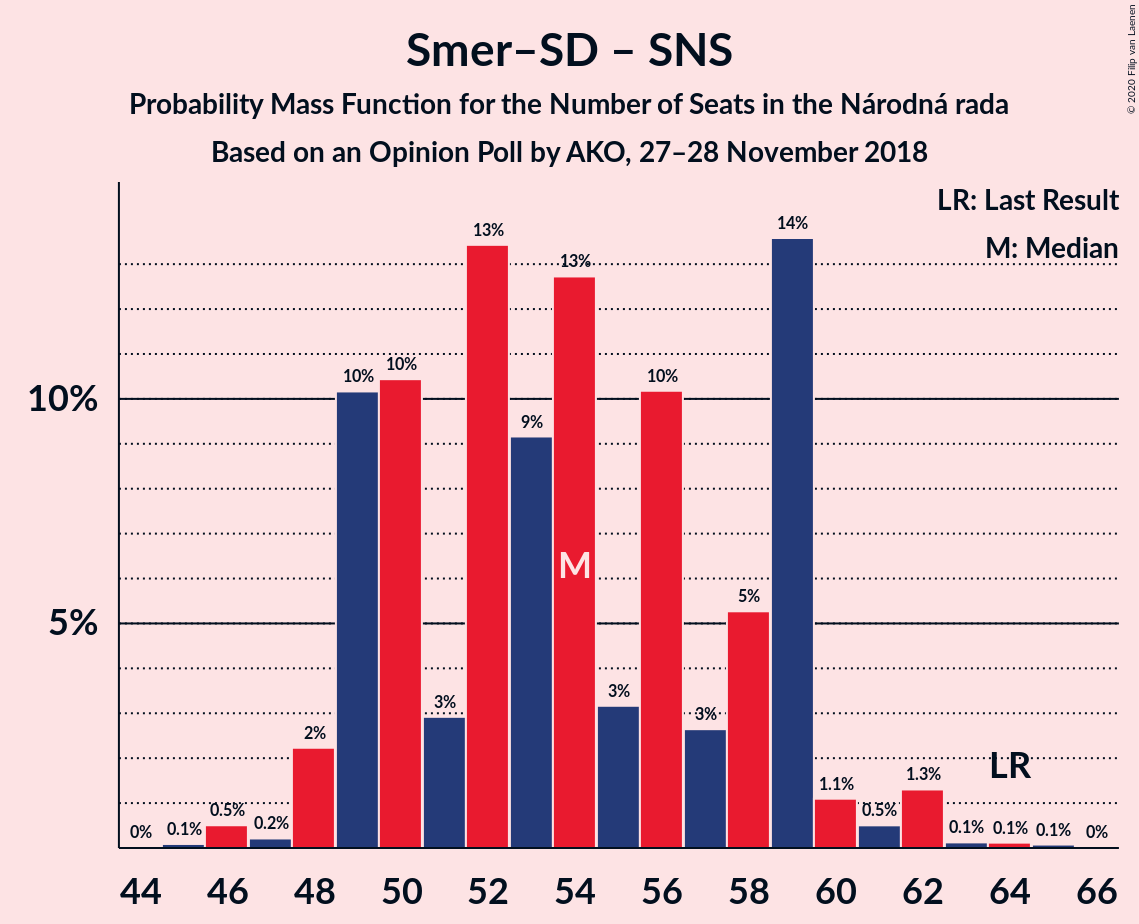 © 2020 Filip van Laenen
Smer–SD – SNS
Probability Mass Function for the Number of Seats in the Národná rada
Based on an Opinion Poll by AKO, 27–28 November 2018
LR: Last Result
M: Median
10%
5%
0%
0.1%
0.5%
0.2%
2%
10%
10%
3%
13%
9%
13%
3%
10%
3%
5%
14%
1.1%
0.5%
1.3%
0.1%
0.1%
0.1%
0%
M
LR
44 46 48 50 52 54 56 58 60 62 64 66